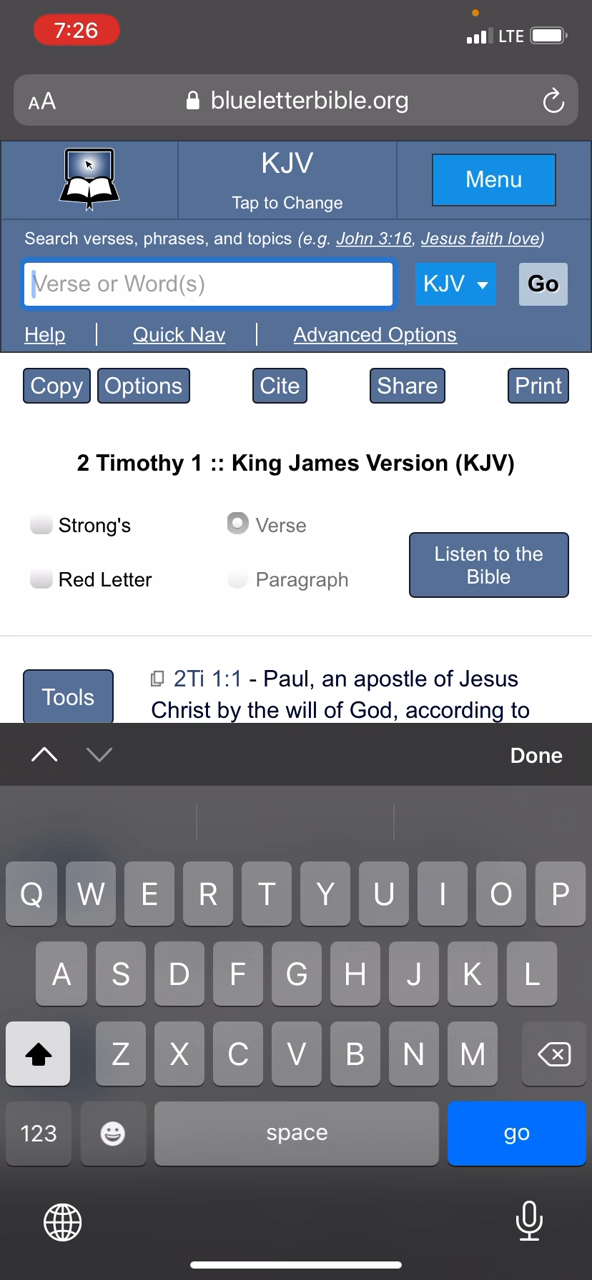 7:26 LTE
AA blueletterbible.org
KJV
Tap to Change
Menu
Search verses, phrases, and topics (e.g. John 3:16, Jesus faith love)
Verse or Word(s) KJV Go
Help | Quick Nav | Advanced Options
Copy Options Cite Share Print
2 Timothy 1 :: King James Version (KJV)
Strong's Verse
Listen to the
Bible
Red Letter Paragraph
Tools
2Ti 1:1 - Paul, an apostle of Jesus
Christ by the will of God, according to
Done
Q W E R T Y U I O P
A S D F G H J K L
Z X C V B N M
123 space go